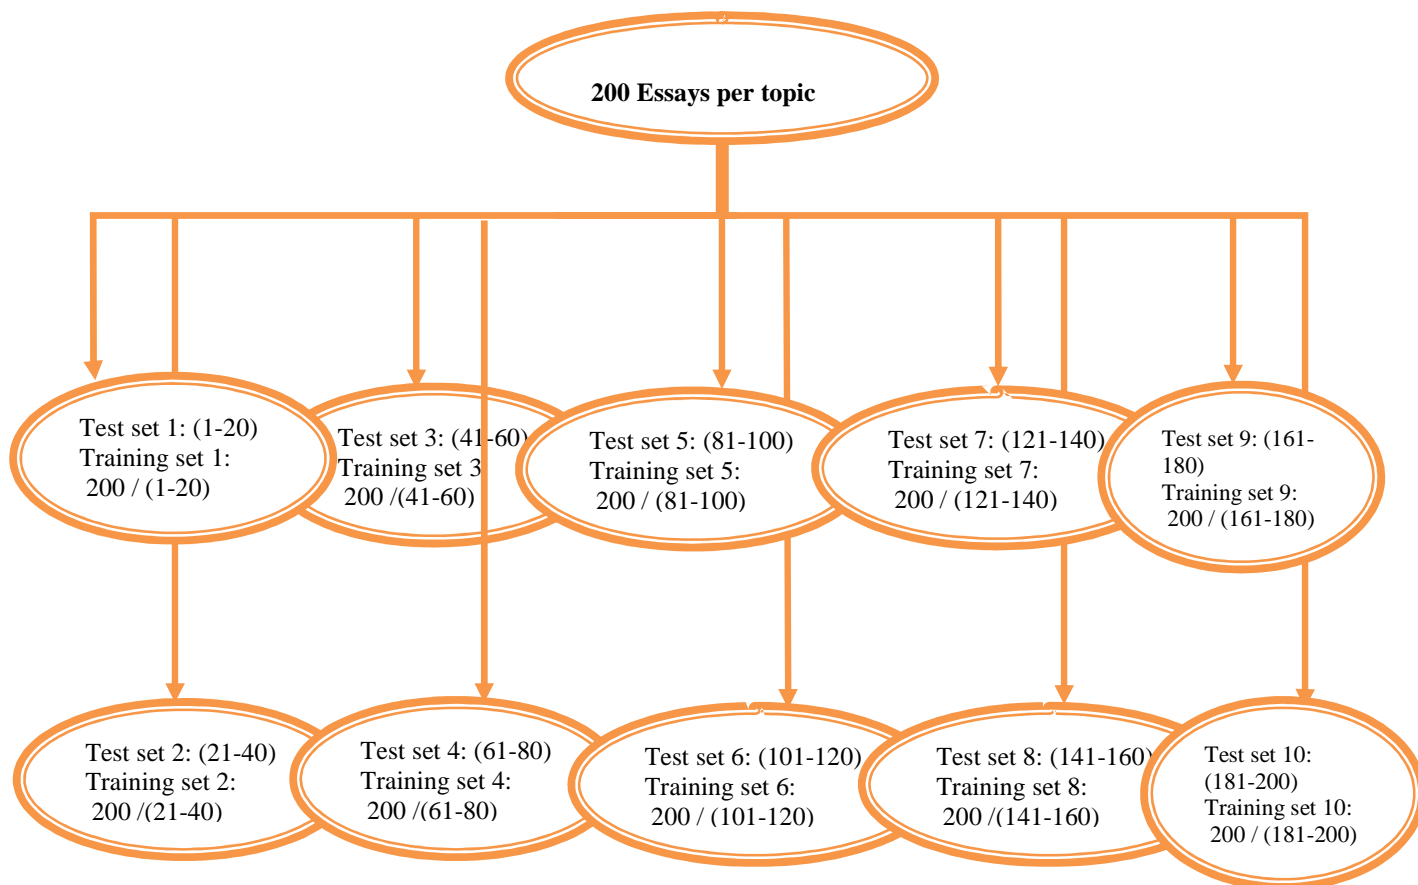 200 Essays per topic
Test set 1: (1-20)
Training set 1:
200 / (1-20)
Test set 3: (41-60)
Training set 3
200 /(41-60)
Test set 5: (81-100)
Training set 5:
200 / (81-100)
Test set 7: (121-140)
Training set 7:
200 / (121-140)
Test set 9: (161-
180)
Training set 9:
200 / (161-180)
Test set 2: (21-40)
Training set 2:
200 /(21-40)
Test set 4: (61-80)
Training set 4:
200 /(61-80)
Test set 6: (101-120)
Training set 6:
200 / (101-120)
Test set 8: (141-160)
Training set 8:
200 /(141-160)
Test set 10:
(181-200)
Training set 10:
200 / (181-200)